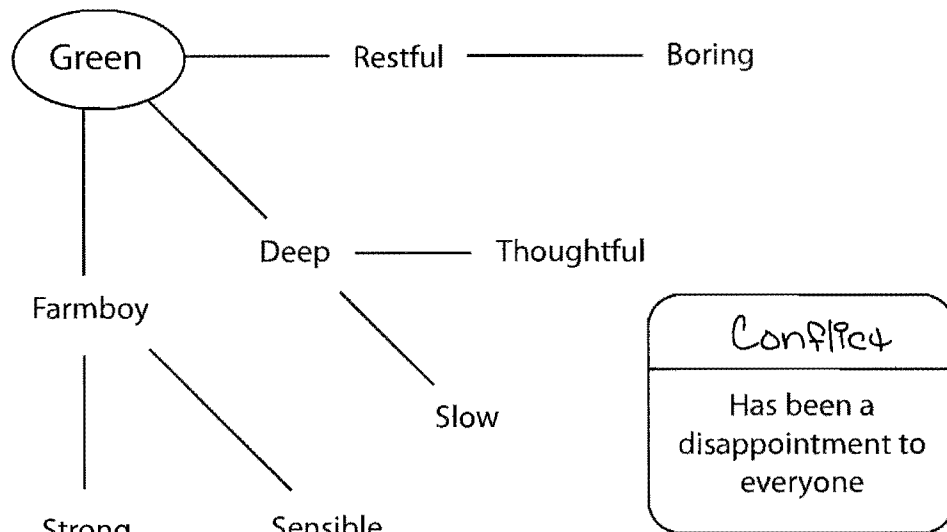 Green Restful Boring
Deep Thoughtful
Farmboy
Conflict
Slow
Has been a
disappointment to
everyone
Strong Sensible